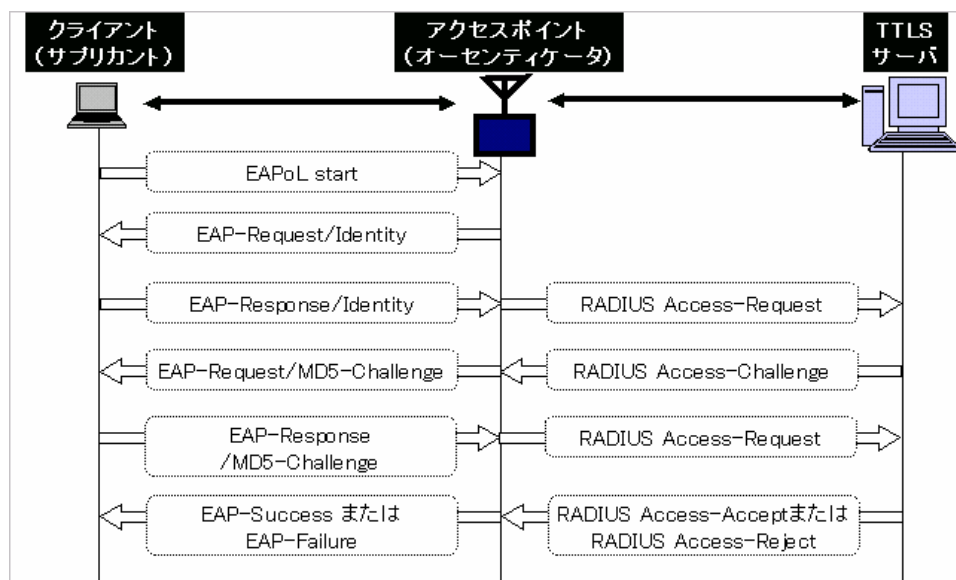 クライアント
(サプリカント)
アクセスポイント
(オーセンティケータ)
TTLS
サーバ
EAPoL start
EAP-Request/Identity
EAP-Response/Identity
RADIUS Access-Request
EAP-Request/MD5-Challenge
RADIUS Access-Challenge
EAP-Response
/MD5-Challenge
RADIUS Access-Request
EAP-Success または
EAP-Failure
RADIUS Access-Acceptまたは
RADIUS Access-Reject